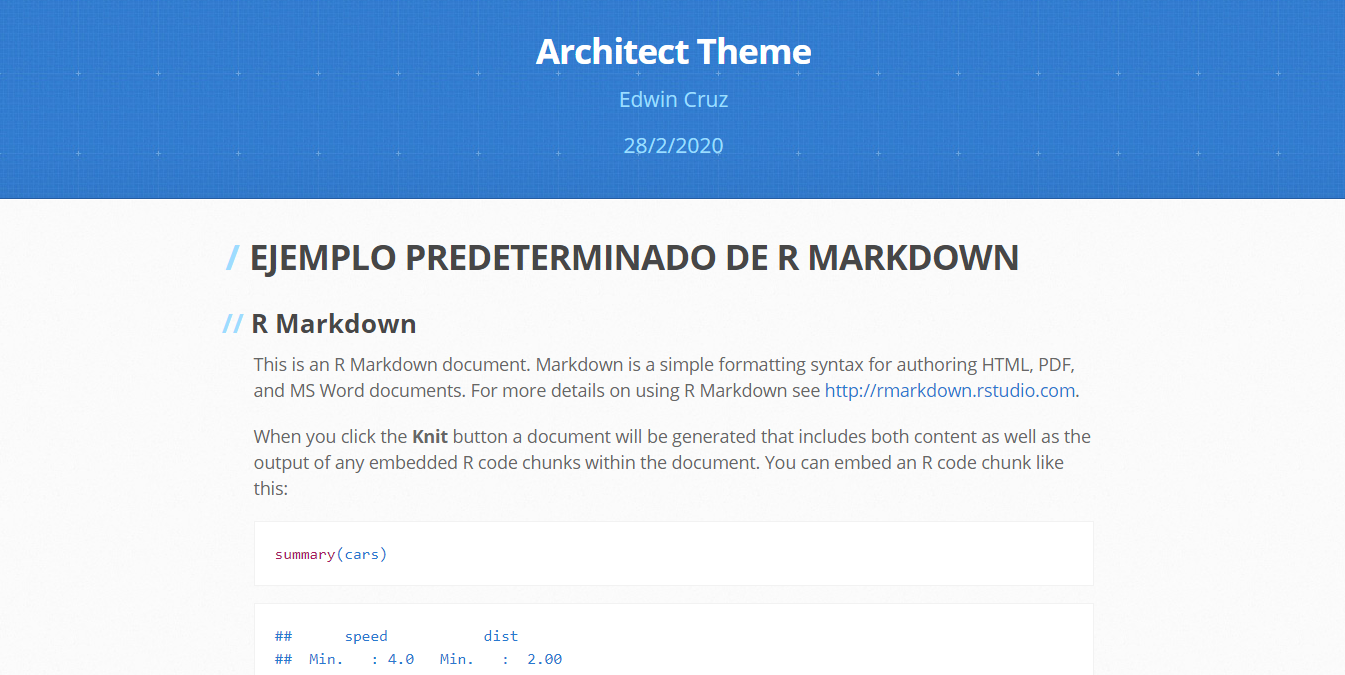 Architect Theme
Edwin Cruz
28/2/2020
/ EJEMPLO PREDETERMINADO DE R MARKDOWN
// R Markdown
This is an R Markdown document. Markdown is a simple formatting syntax for authoring HTML, PDF,
and MS Word documents. For more details on using R Markdown see http://rmarkdown.rstudio.com.
When you click the Knit button a document will be generated that includes both content as well as the
output of any embedded R code chunks within the document. You can embed an R code chunk like
this:
summary(cars)
##      speed           dist
##  Min.   : 4.0   Min.   :  2.00